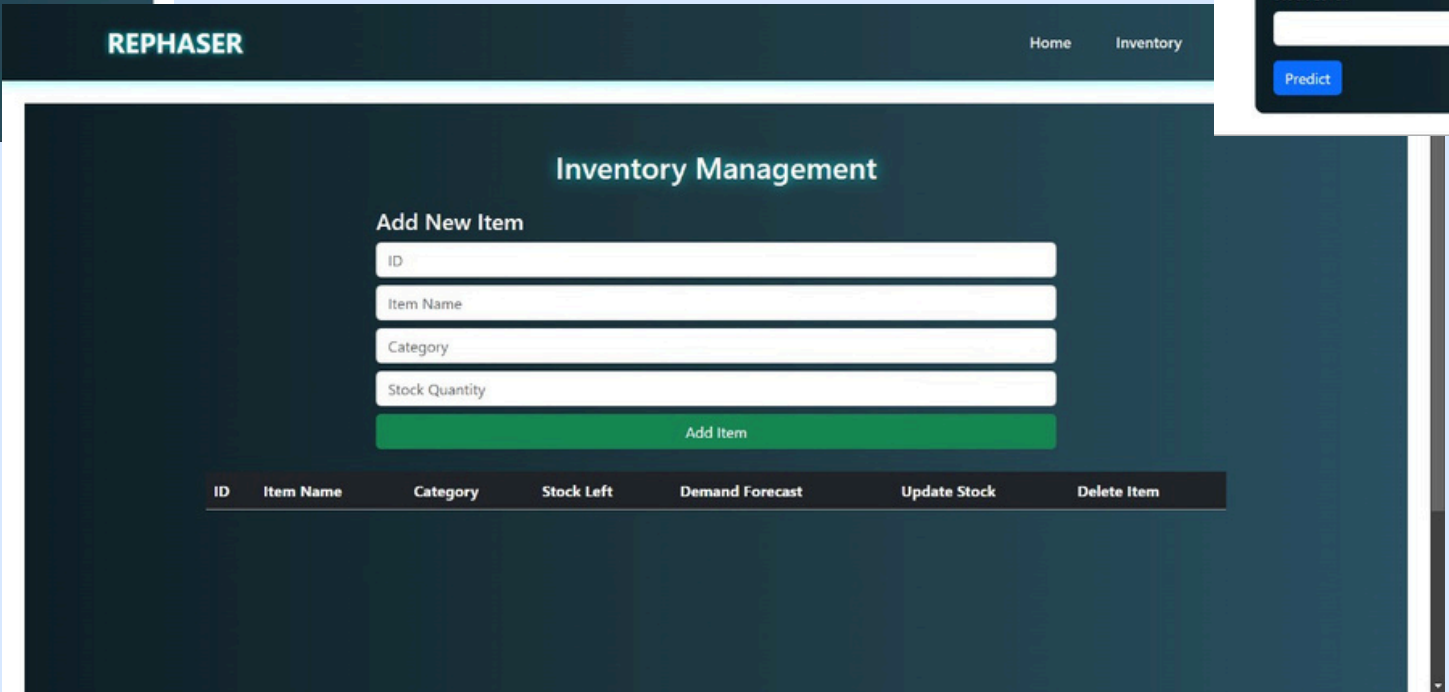 REPHASER
Home Inventory
Predict
Inventory Management
Add New Item
ID
Item Name
Category
Stock Quantity
Add Item
ID Item Name Category Stock Left Demand Forecast Update Stock Delete Item